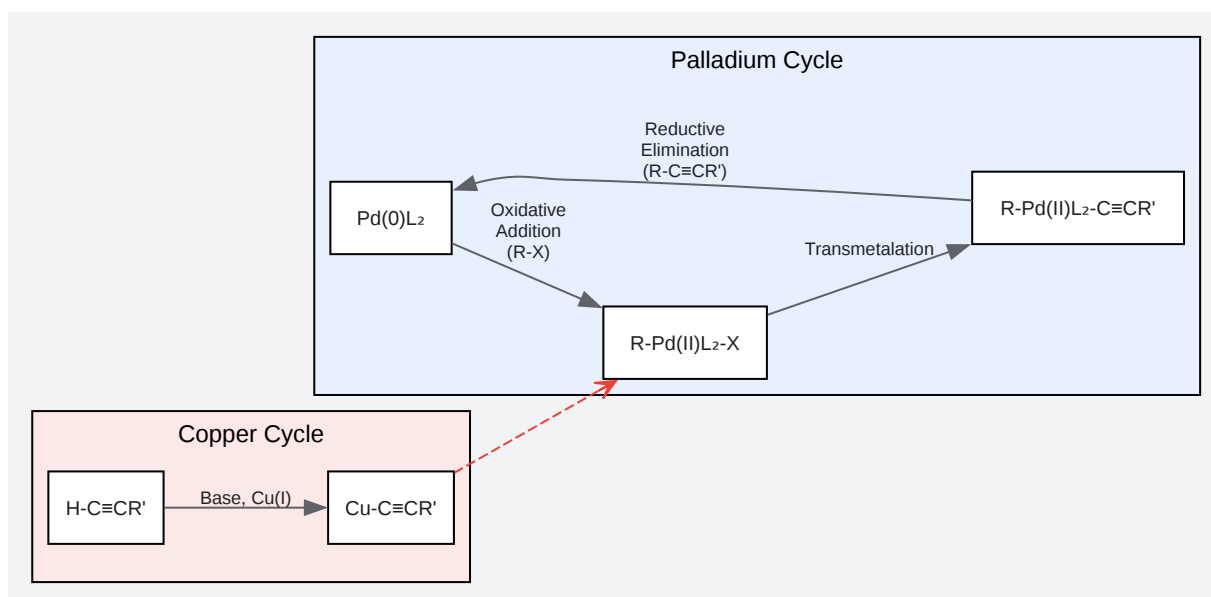 Palladium Cycle
Reductive
Elimination
(R-C≡CR')
Pd(0)L₂
Oxidative
Addition
(R-X)
R-Pd(II)L₂-C≡CR'
Transmetalation
R-Pd(II)L₂-X
Copper Cycle
H-C≡CR'
Base, Cu(I)
Cu-C≡CR'